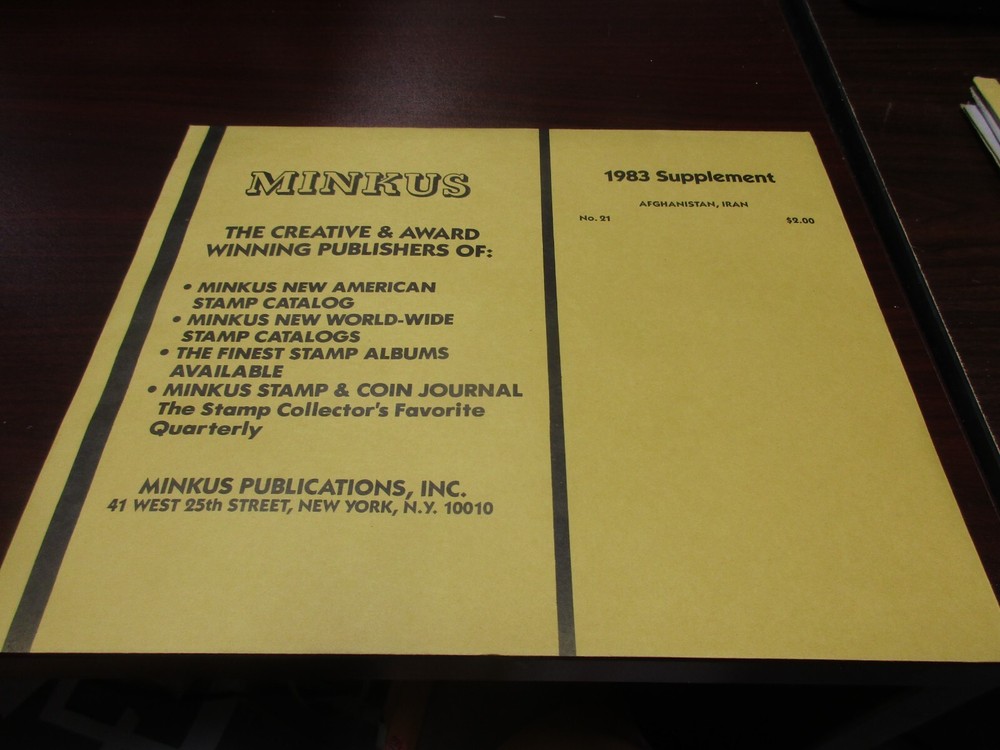 MINKUS
THE CREATIVE & AWARD
WINNING PUBLISHERS OF:
• MINKUS NEW AMERICAN
STAMP CATALOG
• MINKUS NEW WORLD-WIDE
STAMP CATALOGS
• THE FINEST STAMP ALBUMS
AVAILABLE
• MINKUS STAMP & COIN JOURNAL
The Stamp Collector's Favorite
Quarterly
MINKUS PUBLICATIONS, INC.
41 WEST 25th STREET, NEW YORK, N.Y. 10010
1983 Supplement
AFGHANISTAN, IRAN
No. 21 $2.00